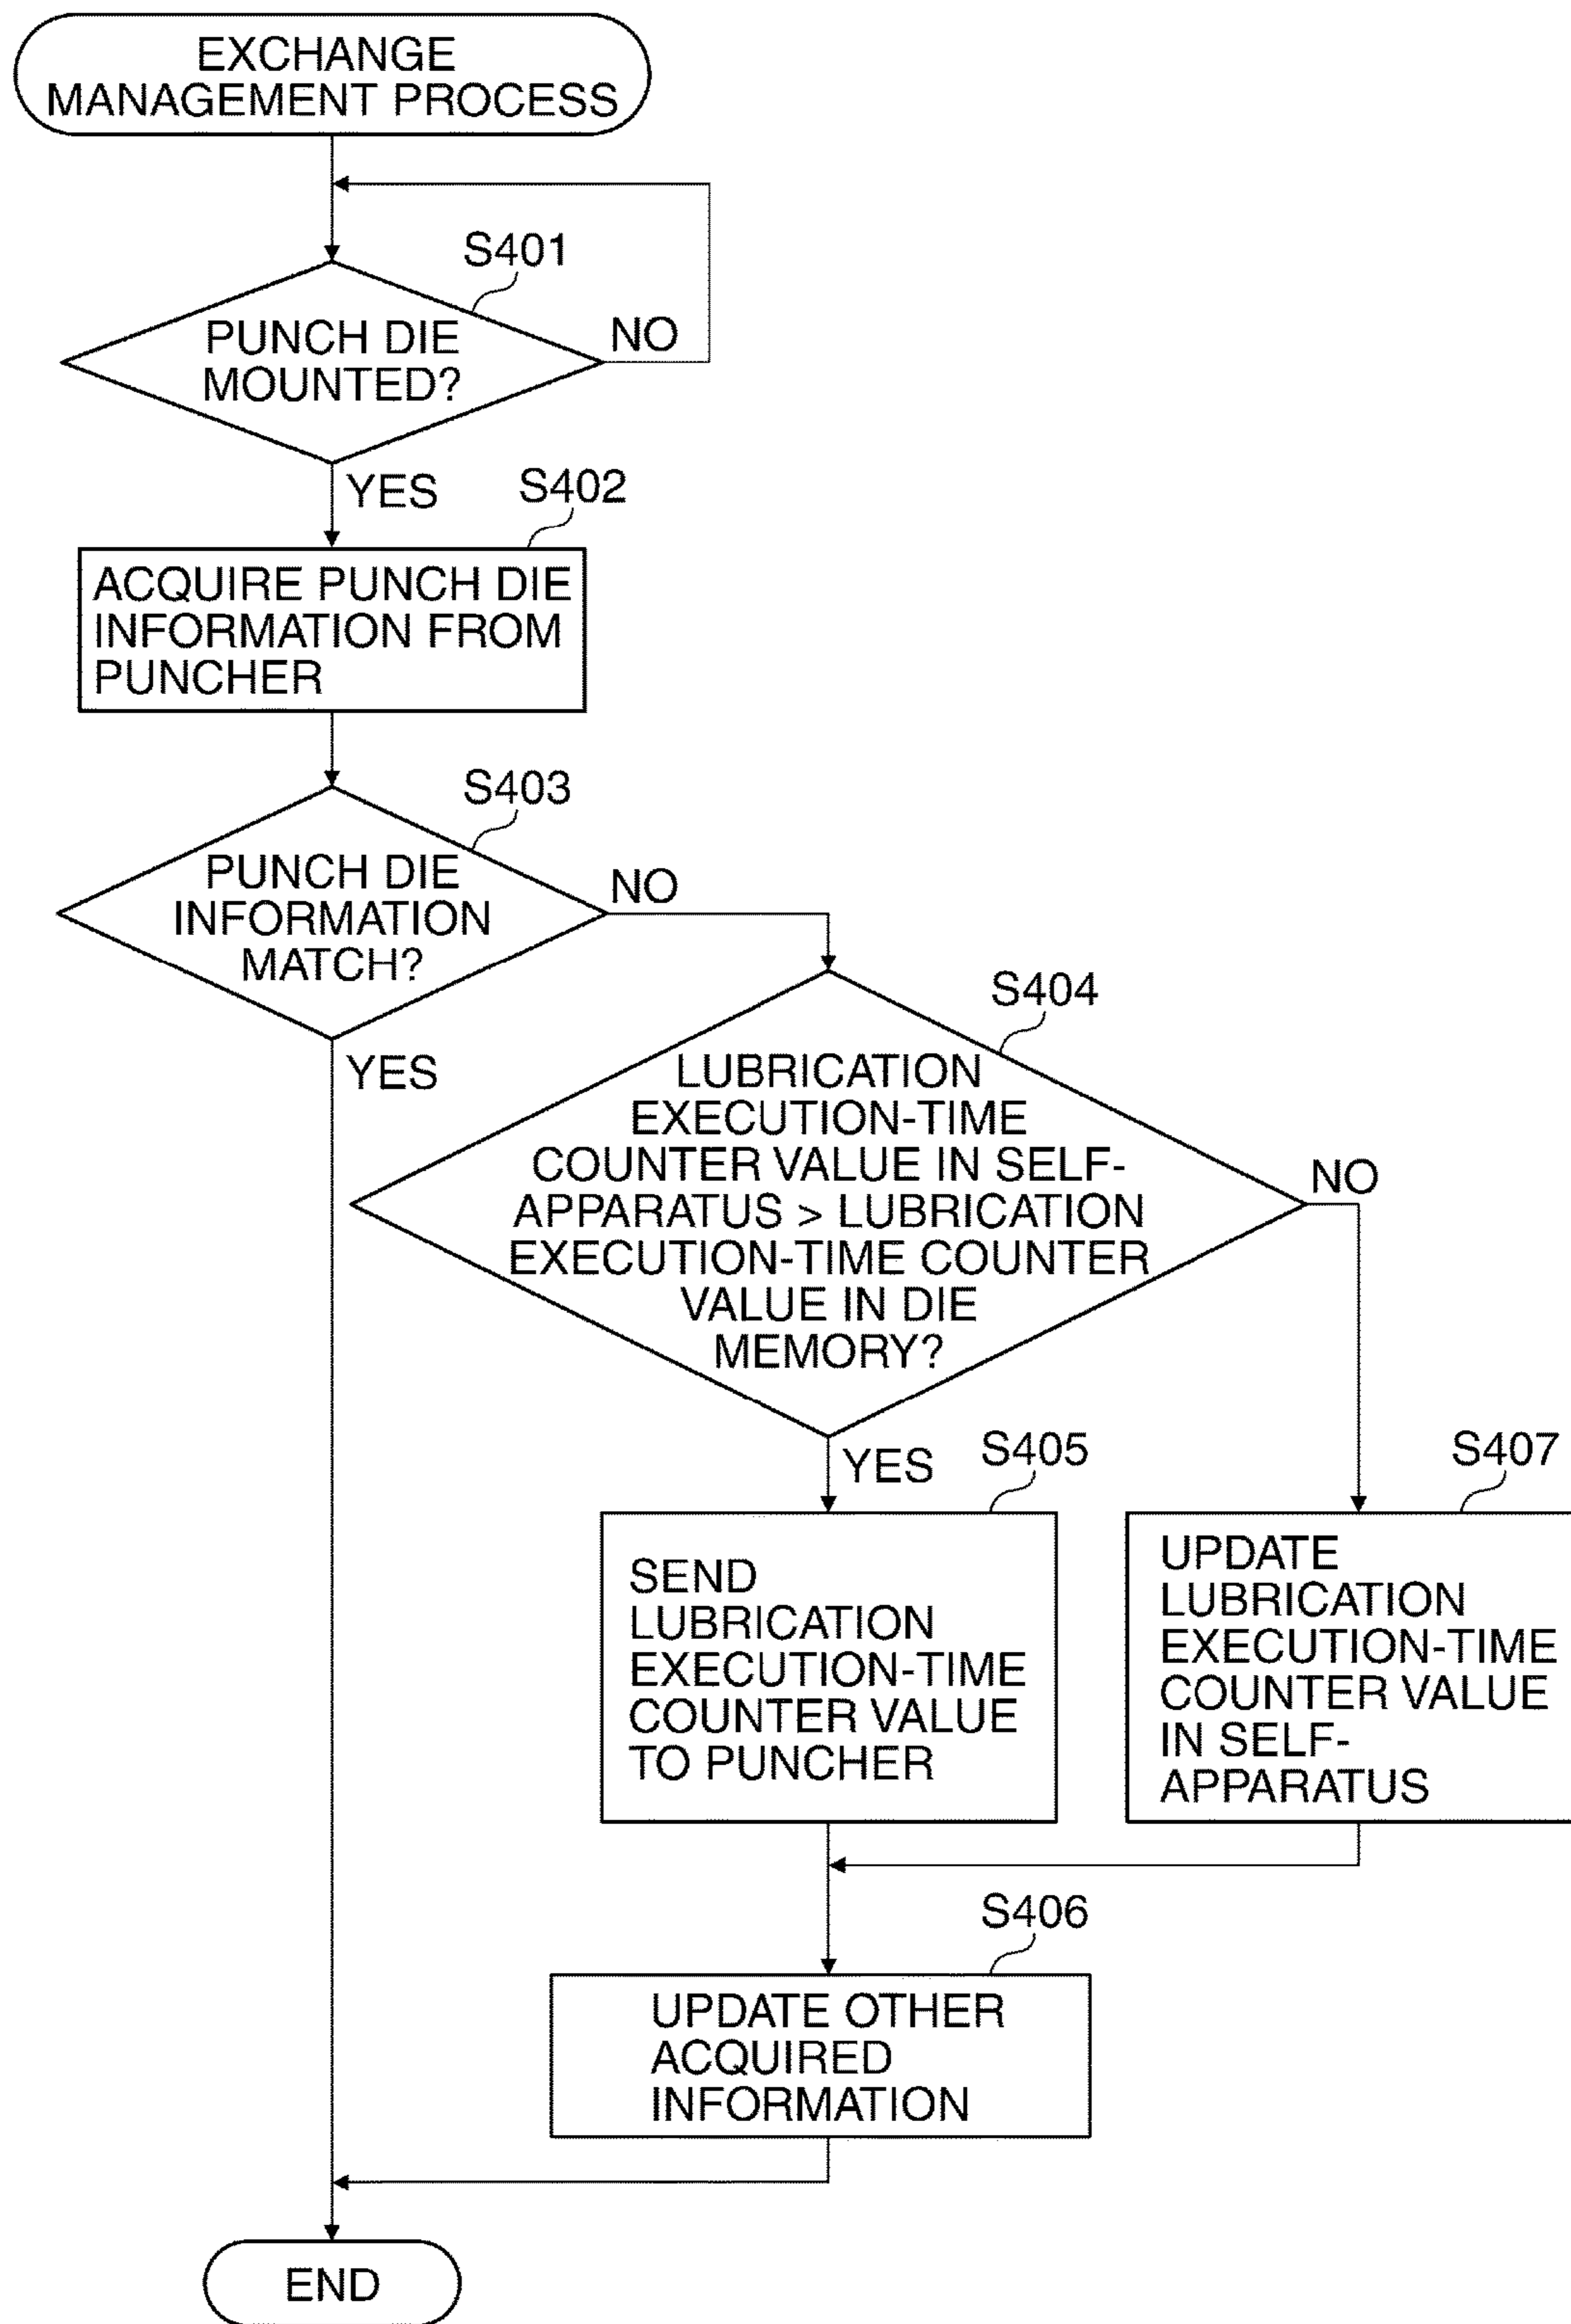 EXCHANGE
MANAGEMENT PROCESS
S401
PUNCH DIE
MOUNTED?
NO
YES
S402
ACQUIRE PUNCH DIE
INFORMATION FROM
PUNCHER
S403
PUNCH DIE
INFORMATION
MATCH?
NO
YES
S404
LUBRICATION
EXECUTION-TIME
COUNTER VALUE IN SELF-
APPARATUS > LUBRICATION
EXECUTION-TIME COUNTER
VALUE IN DIE
MEMORY?
NO
YES
S405
SEND
LUBRICATION
EXECUTION-TIME
COUNTER VALUE
TO PUNCHER
S407
UPDATE
LUBRICATION
EXECUTION-TIME
COUNTER VALUE
IN SELF-
APPARATUS
S406
UPDATE OTHER
ACQUIRED
INFORMATION
END